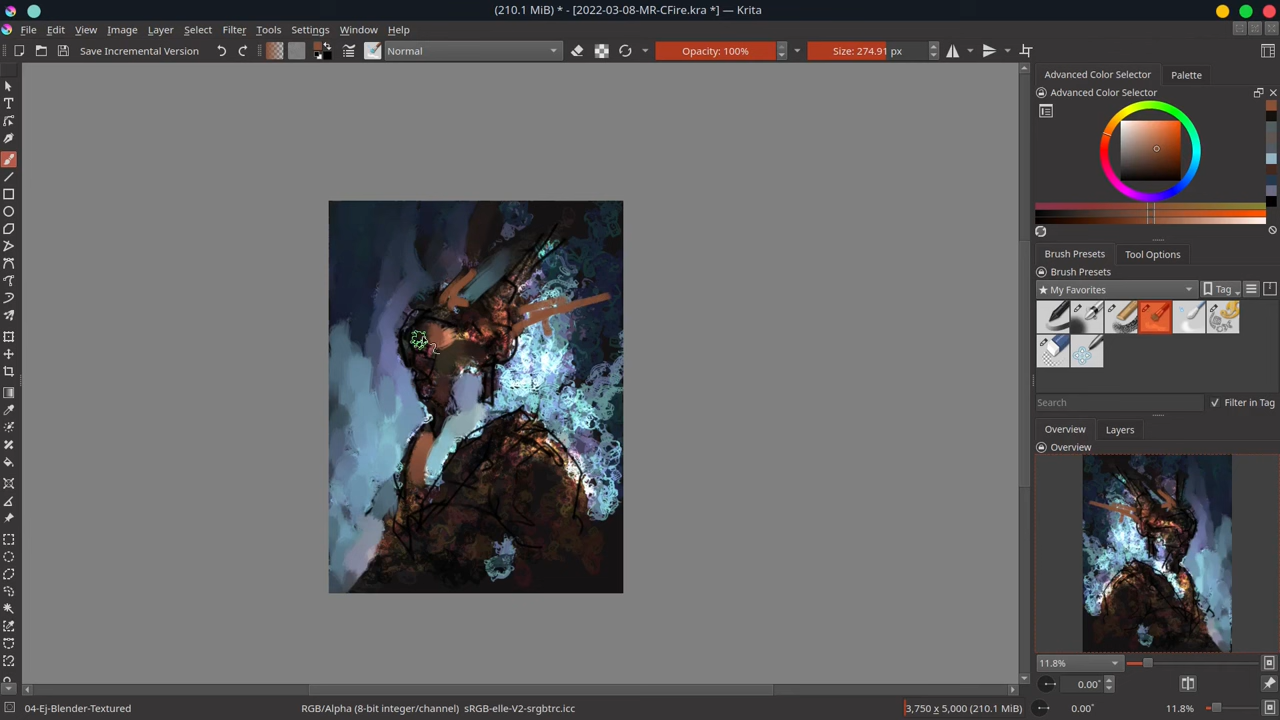 (210.1 MiB) * - [2022-03-08-MR-CFire.kra *] — Krita
File Edit View Image Layer Select Filter Tools Settings Window Help
Save Incremental Version Normal Opacity: 100% Size: 274.91 px
Advanced Color Selector Palette
Advanced Color Selector
Brush Presets Tool Options
Brush Presets
★ My Favorites Tag
Search Filter in Tag
Overview Layers
Overview
11.8%
0.00°
04-Ej-Blender-Textured RGB/Alpha (8-bit integer/channel) sRGB-elle-V2-srgbtrc.icc 3,750 x 5,000 (210.1 MiB) 0.00° 11.8%